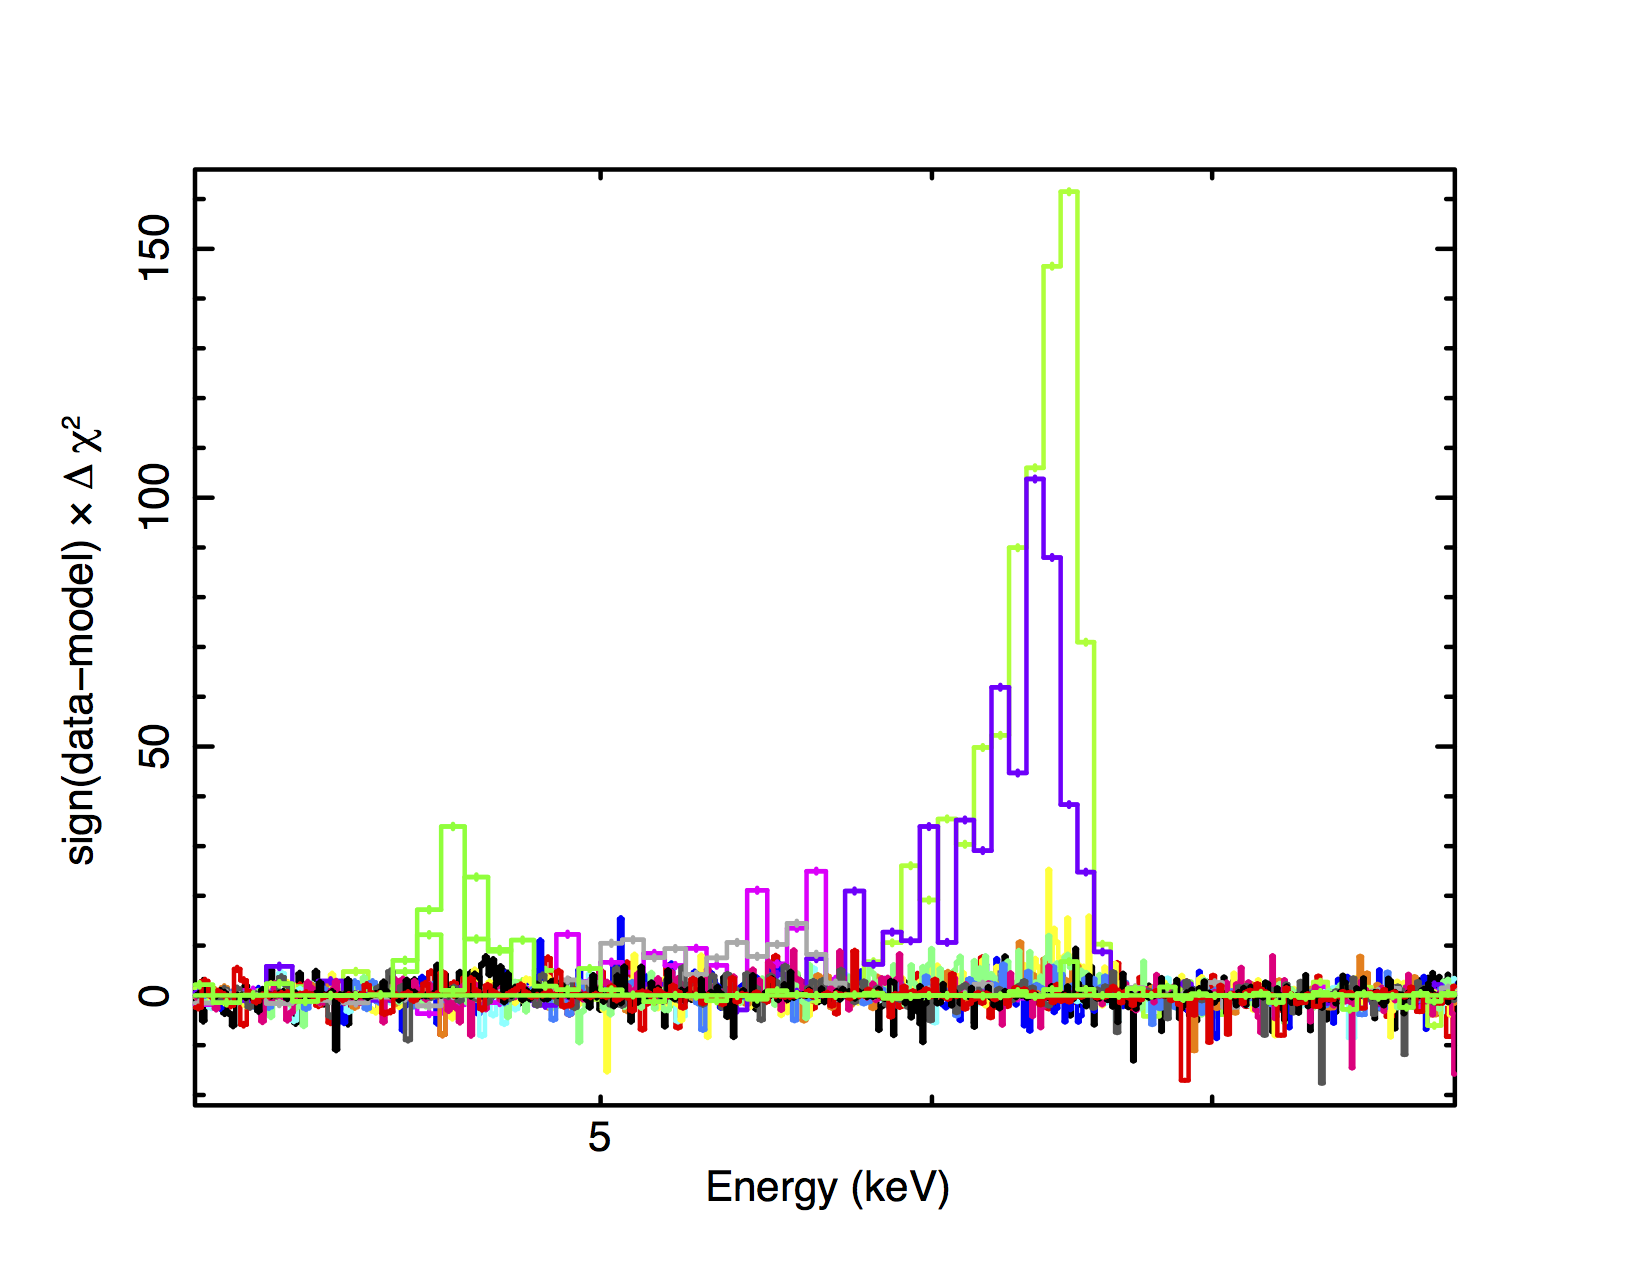 150
100
50
0
sign(data−model) × Δ χ²
5
Energy (keV)